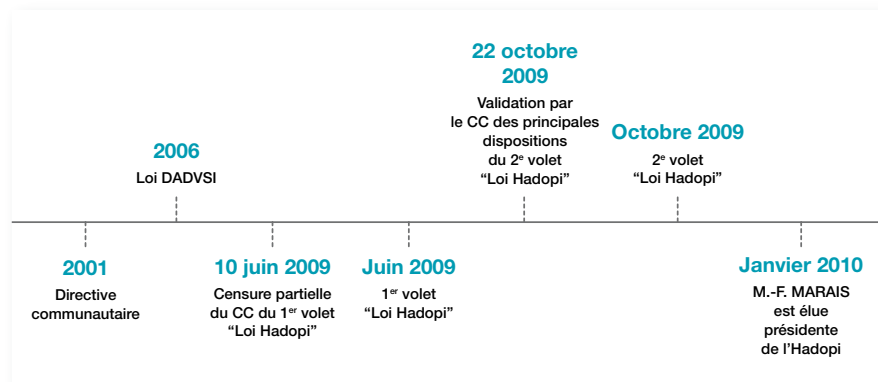 2001
Directive
communautaire
2006
Loi DADVSI
10 juin 2009
Censure partielle
du CC du 1er volet
“Loi Hadopi”
Juin 2009
1er volet
“Loi Hadopi”
22 octobre
2009
Validation par
le CC des principales
dispositions
du 2e volet
“Loi Hadopi”
Octobre 2009
2e volet
“Loi Hadopi”
Janvier 2010
M.-F. MARAIS
est élue
présidente
de l’Hadopi